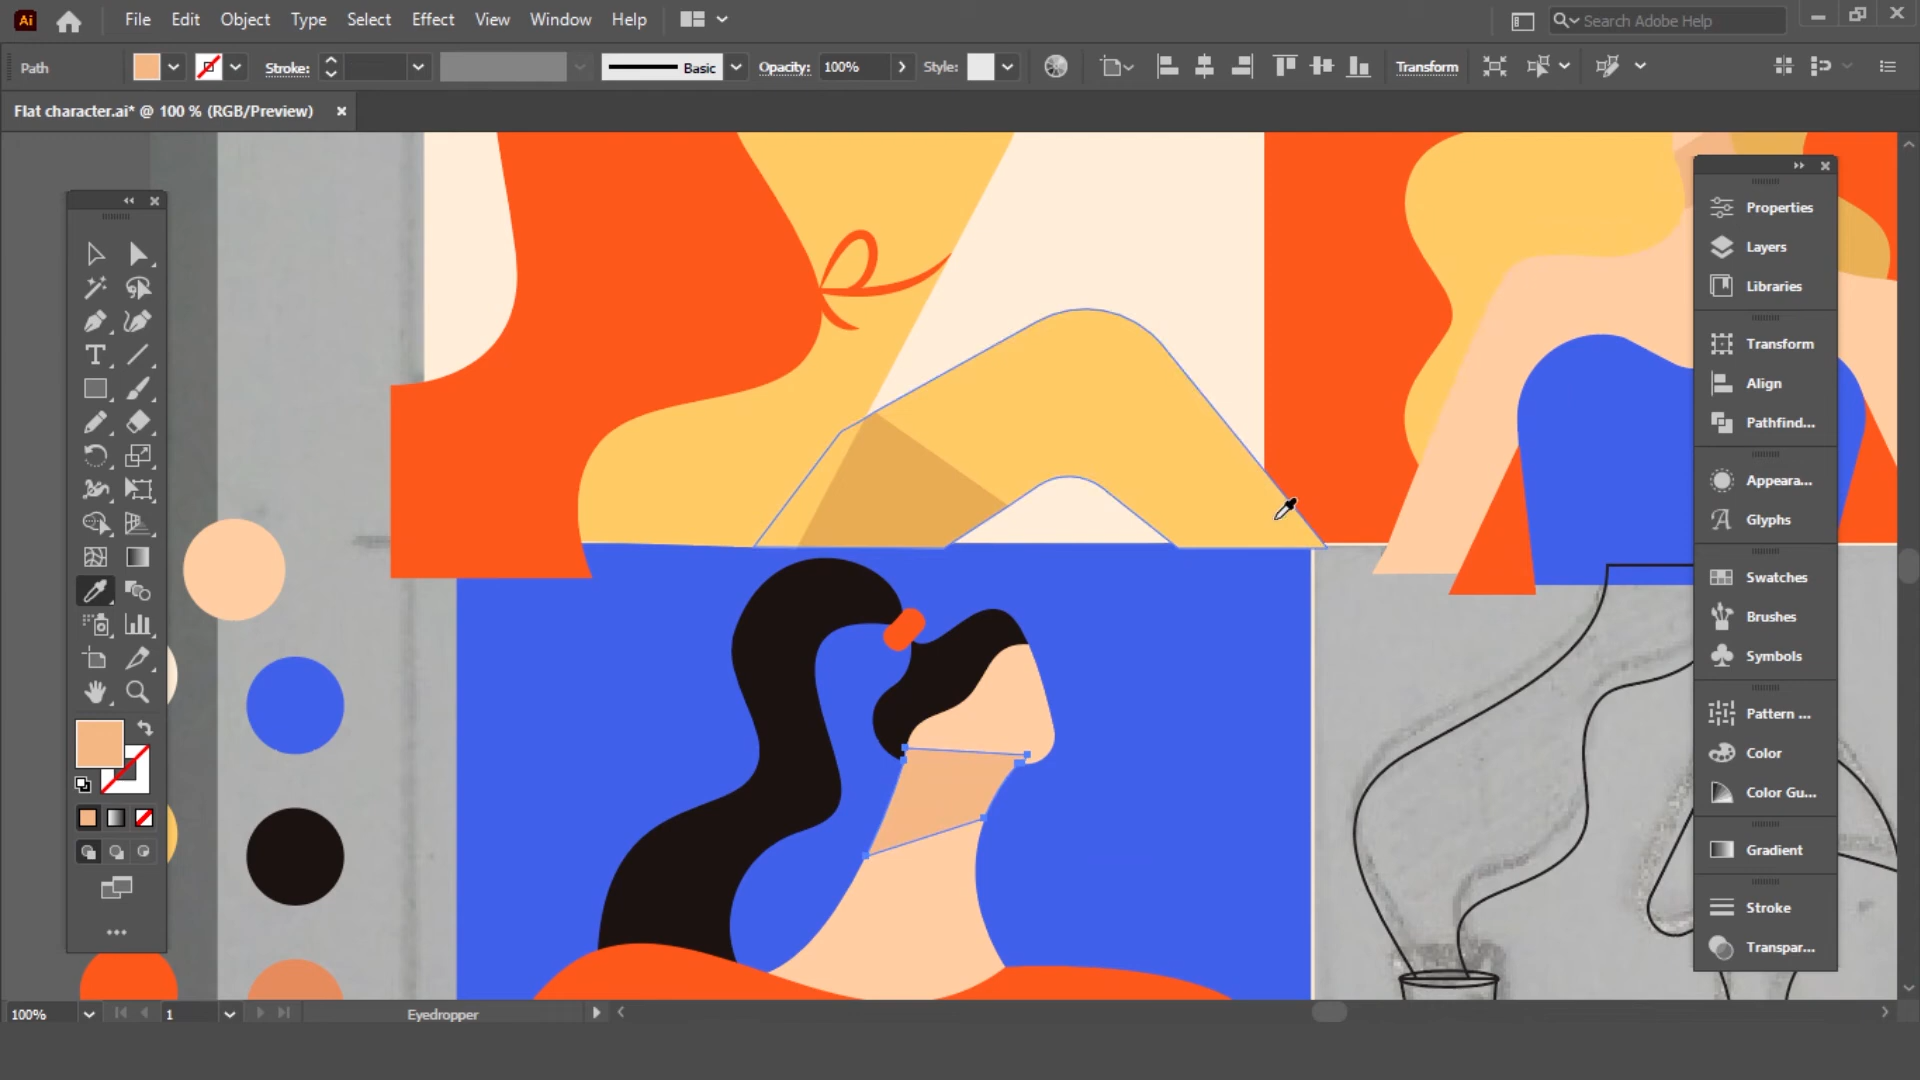 Ai File Edit Object Type Select Effect View Window Help Search Adobe Help
Path Stroke: Basic Opacity: 100% Style: Transform
Flat character.ai* @ 100 % (RGB/Preview)
Properties
Layers
Libraries
Transform
Align
Pathfind...
Appeara...
Glyphs
Swatches
Brushes
Symbols
Pattern ...
Color
Color Gu...
Gradient
Stroke
Transpar...
100% 1 Eyedropper